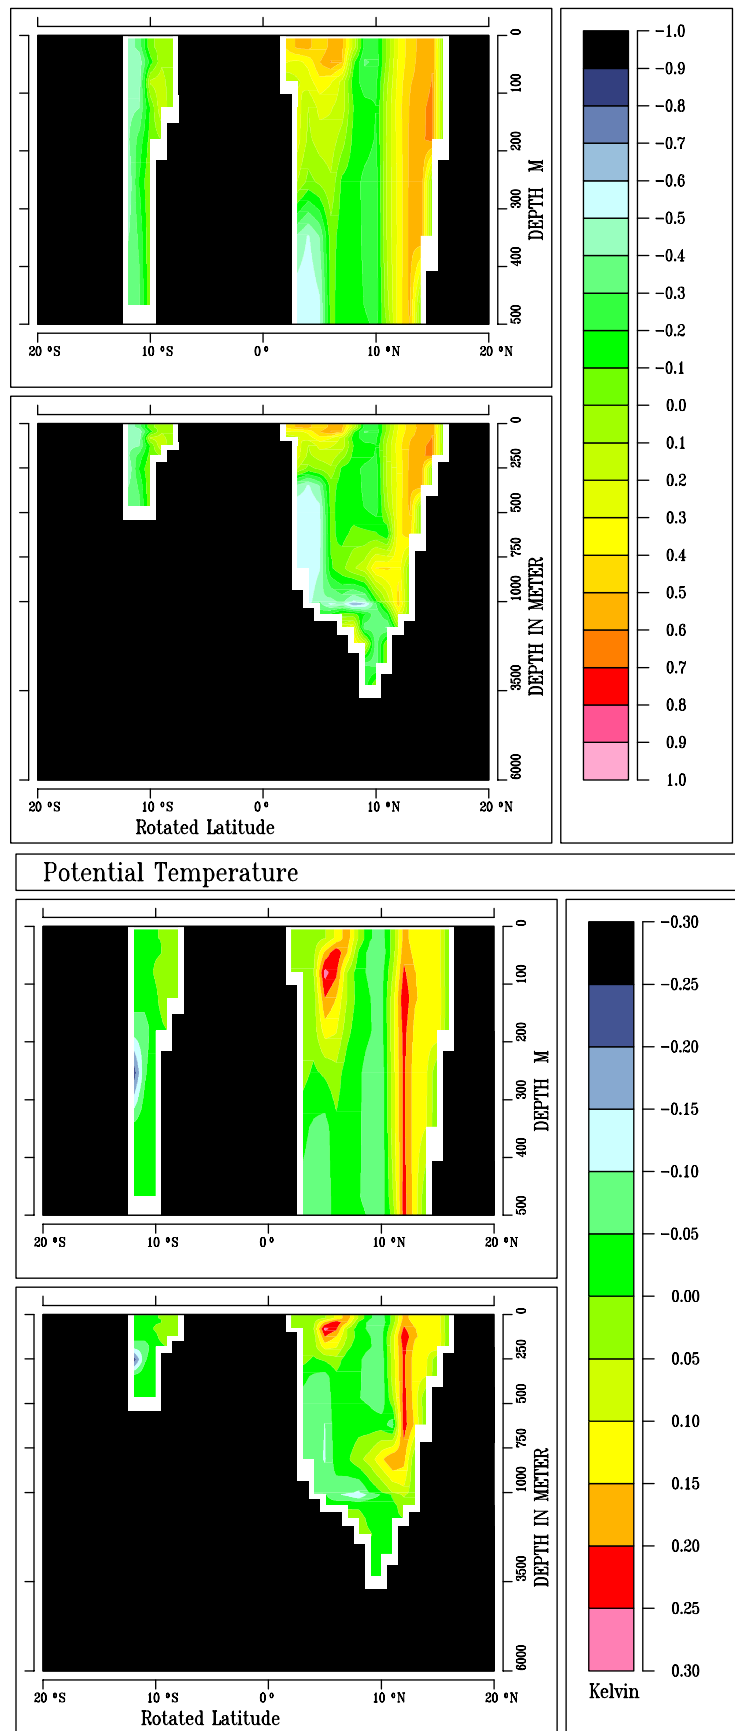 0
100
200
300
400
500
DEPTH M
20 °S
10 °S
0°
10 °N
20 °N
0
250
500
750
1000
3500
6000
DEPTH IN METER
20 °S
10 °S
0°
10 °N
20 °N
Rotated Latitude
-1.0
-0.9
-0.8
-0.7
-0.6
-0.5
-0.4
-0.3
-0.2
-0.1
0.0
0.1
0.2
0.3
0.4
0.5
0.6
0.7
0.8
0.9
1.0
Potential Temperature
0
100
200
300
400
500
DEPTH M
20 °S
10 °S
0°
10 °N
20 °N
0
250
500
750
1000
3500
6000
DEPTH IN METER
20 °S
10 °S
0°
10 °N
20 °N
Rotated Latitude
-0.30
-0.25
-0.20
-0.15
-0.10
-0.05
0.00
0.05
0.10
0.15
0.20
0.25
0.30
Kelvin